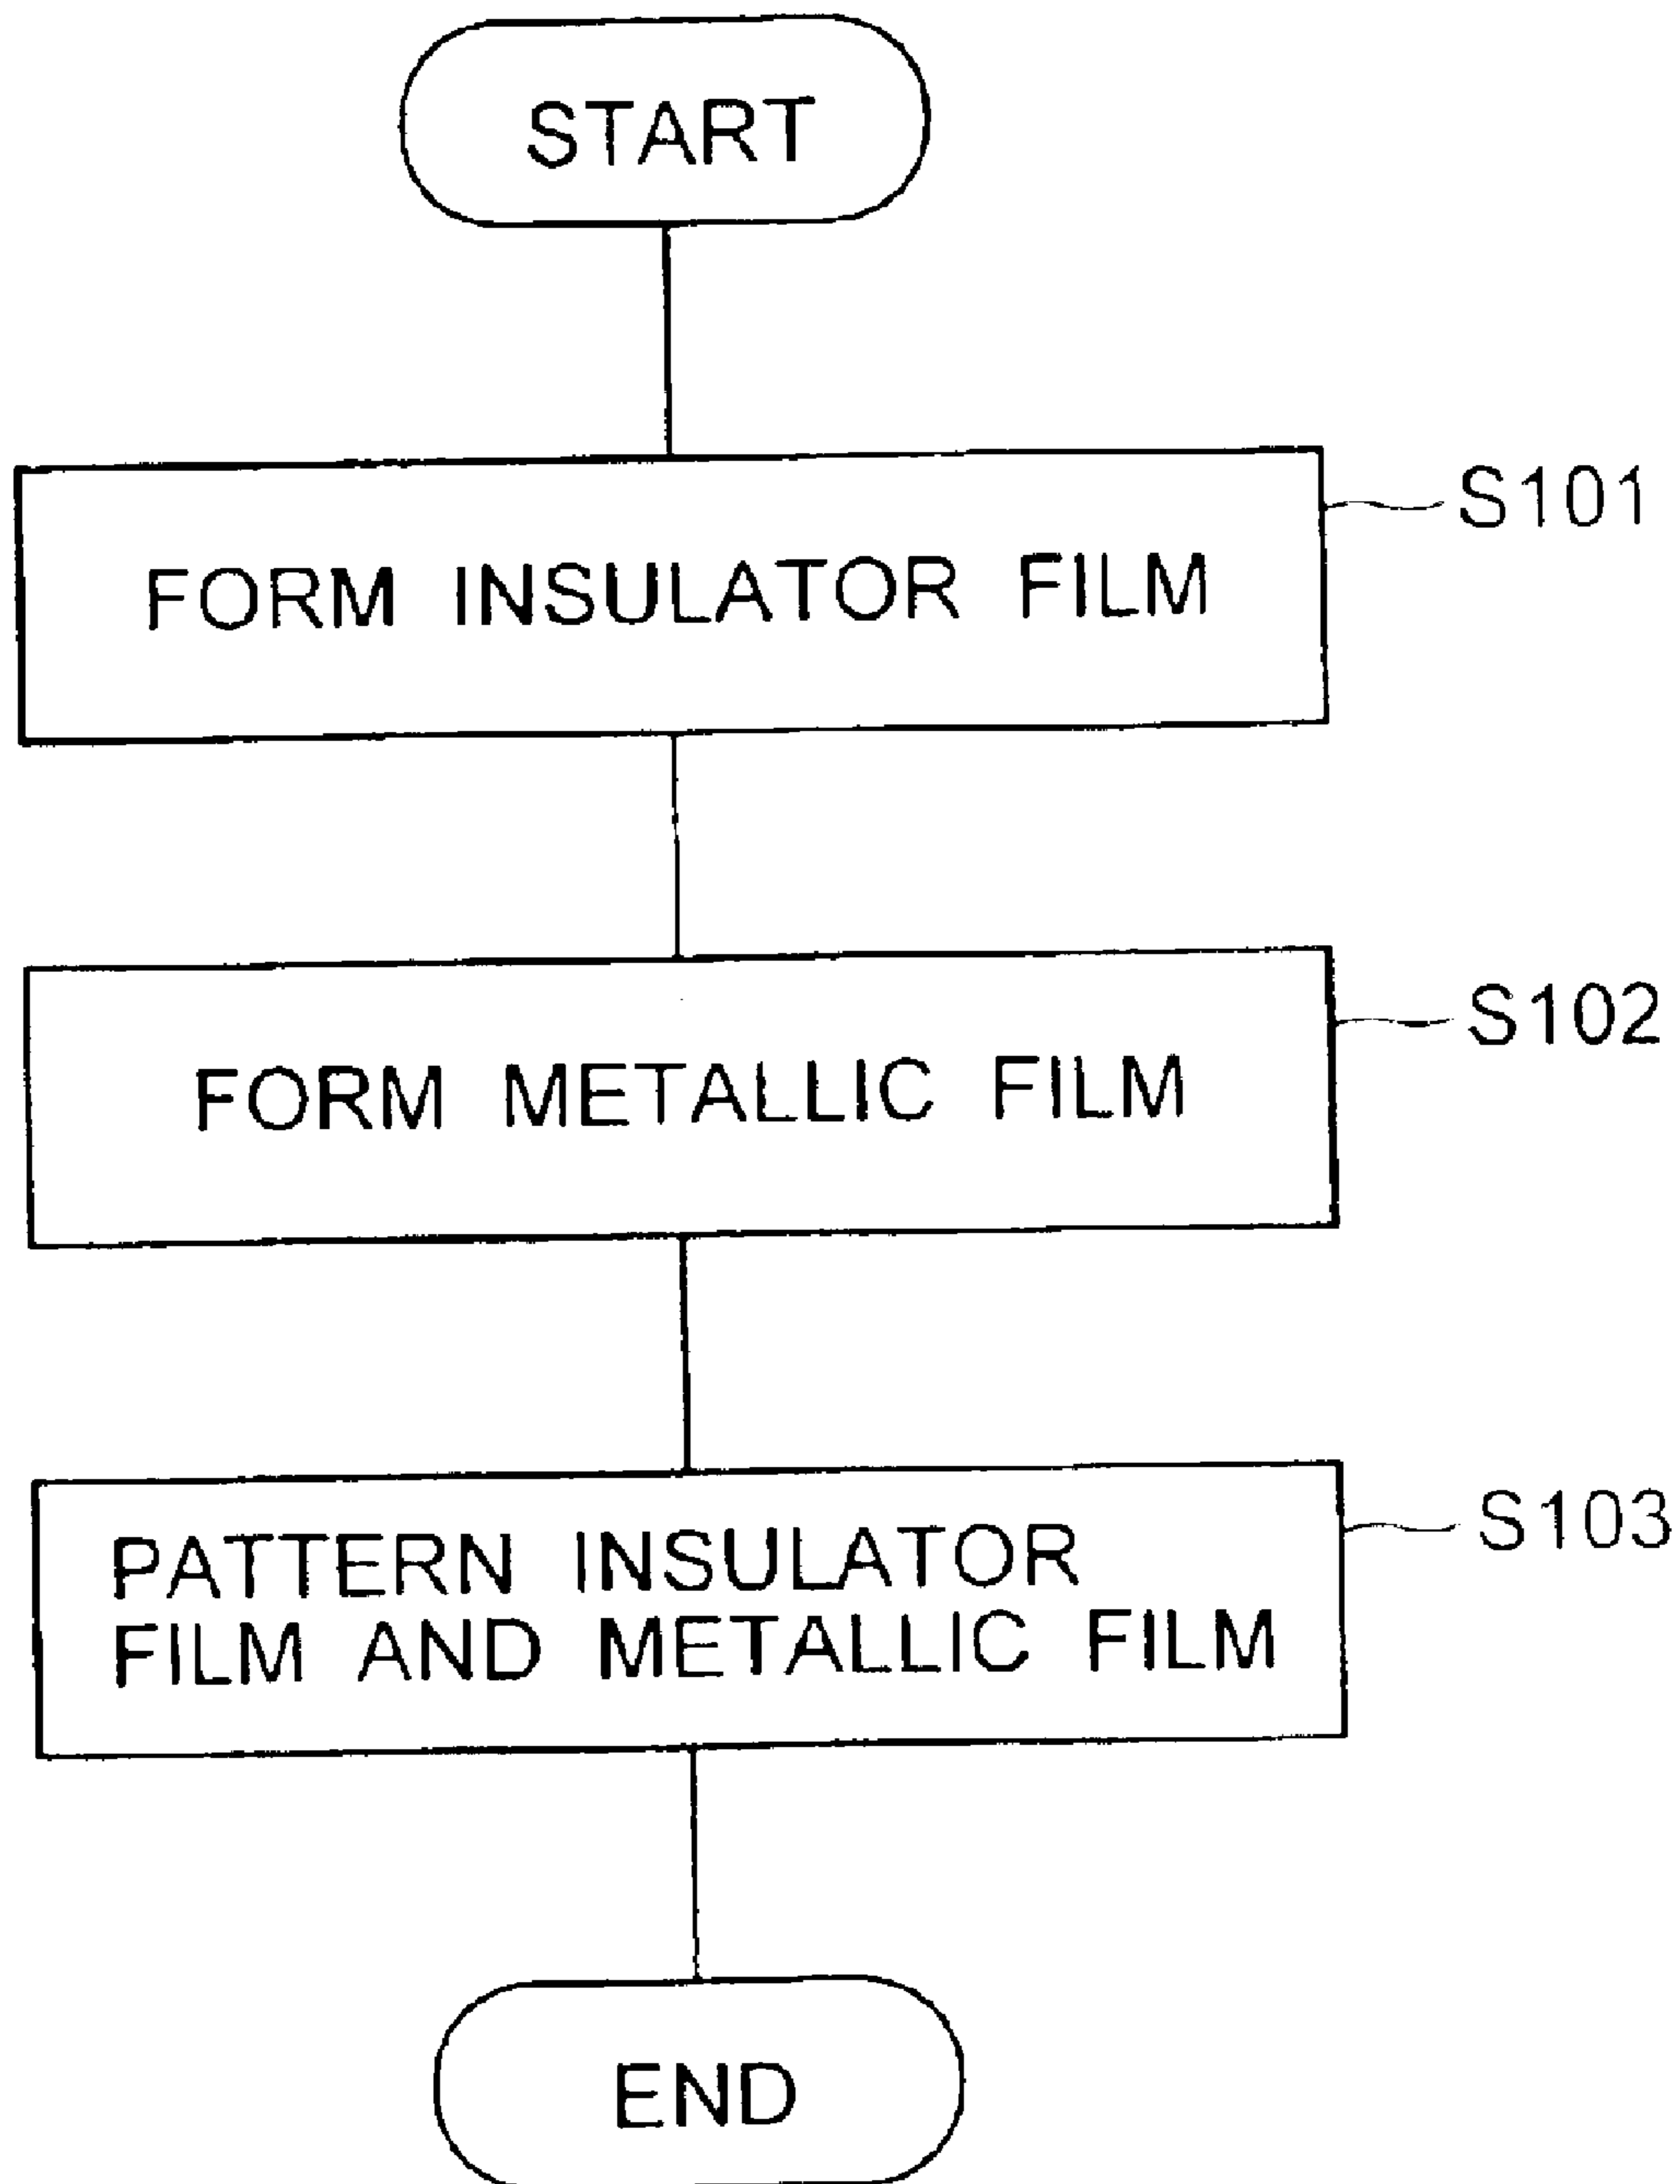 START
FORM INSULATOR FILM
S101
FORM METALLIC FILM
S102
PATTERN INSULATOR
FILM AND METALLIC FILM
S103
END